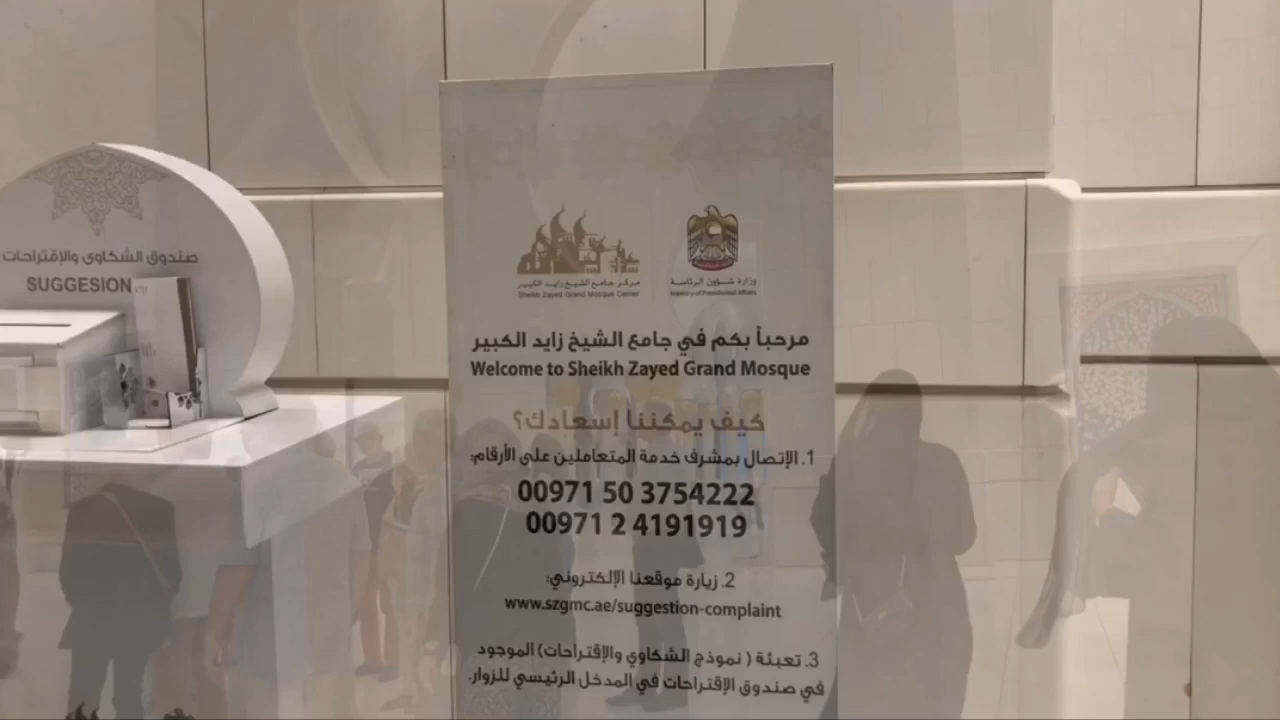 صندوق الشكاوى والإقتراحات
SUGGESION
مركز جامع الشيخ زايد الكبير
Sheikh Zayed Grand Mosque Center
وزارة شؤون الرئاسة
Ministry of Presidential Affairs
مرحباً بكم في جامع الشيخ زايد الكبير
Welcome to Sheikh Zayed Grand Mosque
كيف يمكننا إسعادك؟
1. الإتصال بمشرف خدمة المتعاملين على الأرقام:
00971 50 3754222
00971 2 4191919
2. زيارة موقعنا الإلكتروني:
www.szgmc.ae/suggestion-complaint
3. تعبئة ( نموذج الشكاوي والإقتراحات) الموجود
في صندوق الإقتراحات في المدخل الرئيسي للزوار.